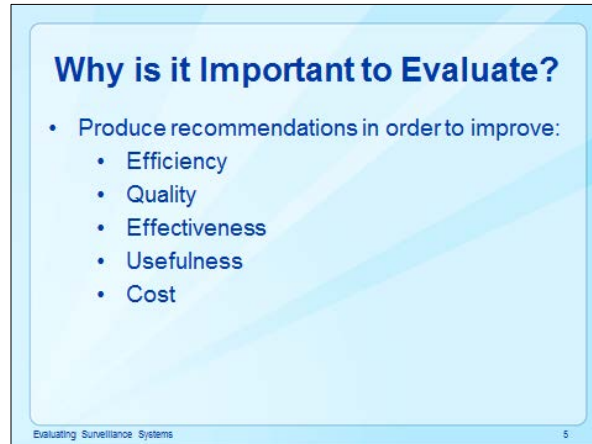 Why is it Important to Evaluate?
• Produce recommendations in order to improve:
• Efficiency
• Quality
• Effectiveness
• Usefulness
• Cost
Evaluating Surveillance Systems
5